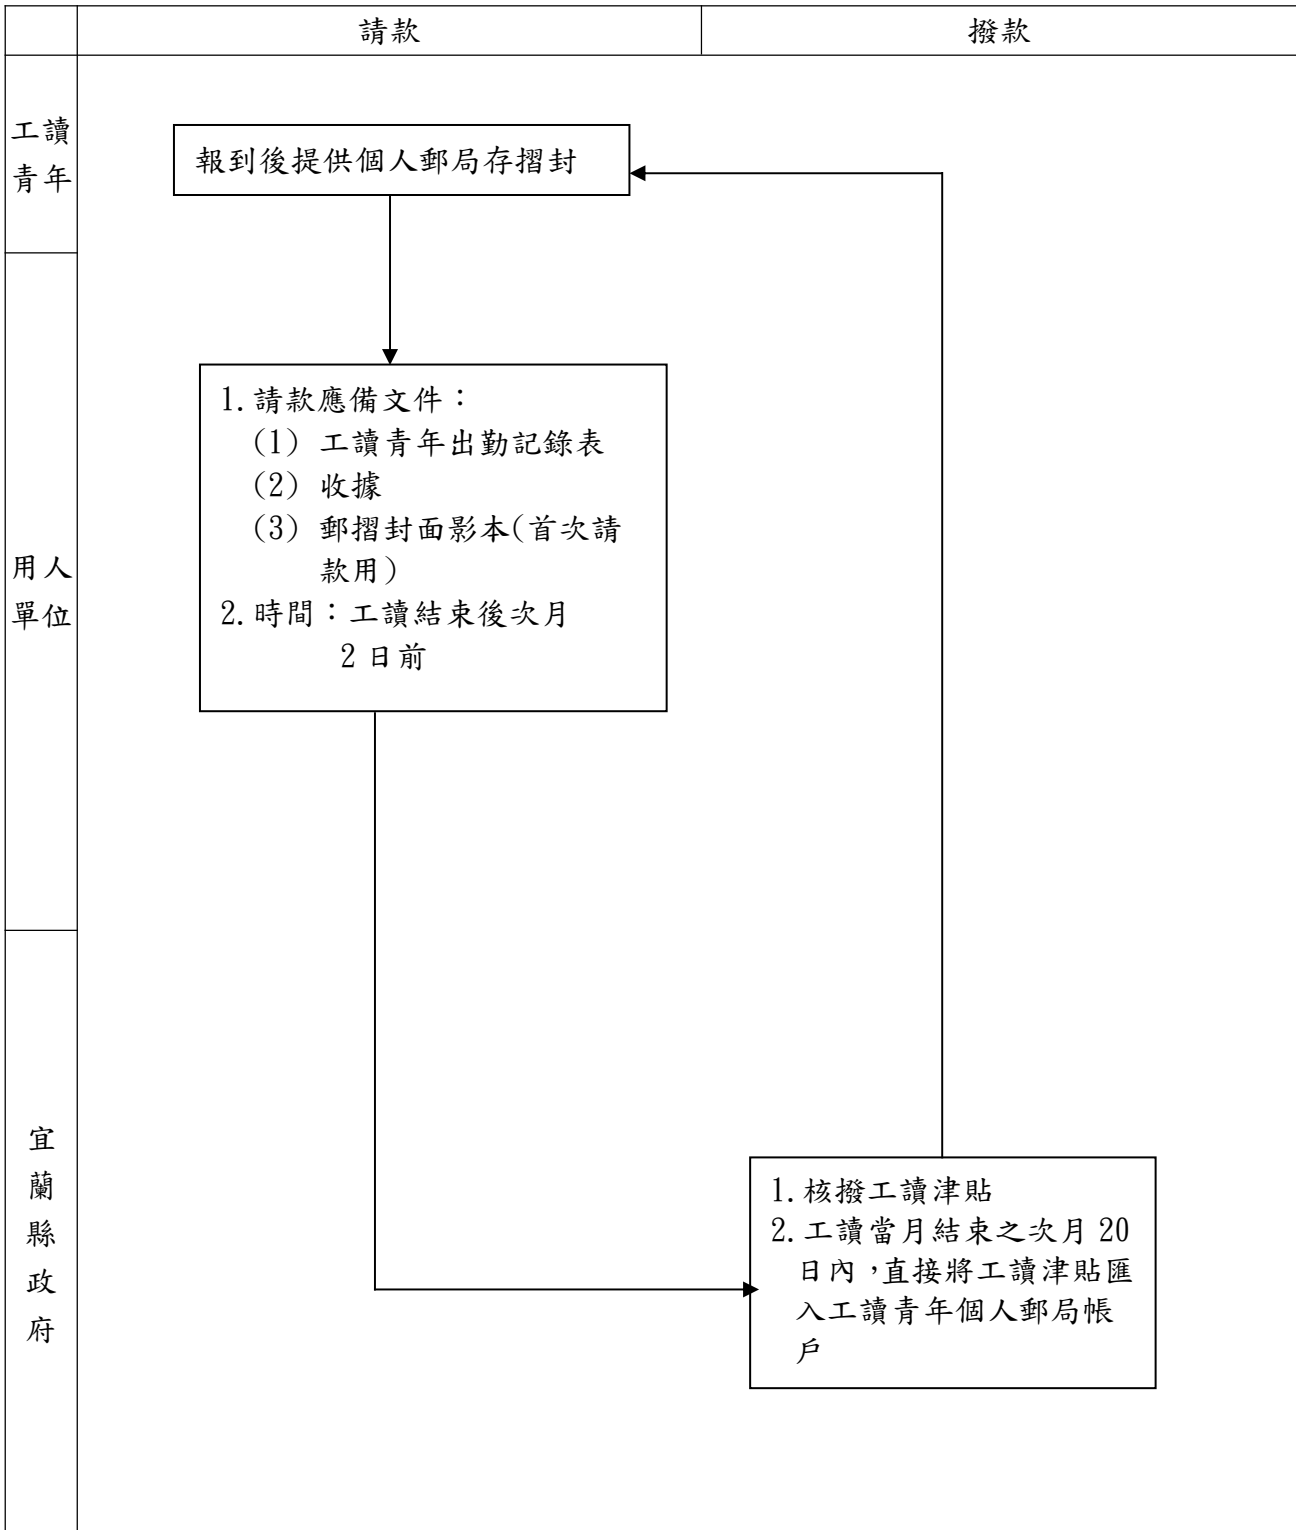 請款
撥款
工讀
青年
報到後提供個人郵局存摺封
用人
單位
1.請款應備文件：
(1) 工讀青年出勤記錄表
(2) 收據
(3) 郵摺封面影本(首次請
款用)
2.時間：工讀結束後次月
2日前
宜
蘭
縣
政
府
1.核撥工讀津貼
2.工讀當月結束之次月 20
日內，直接將工讀津貼匯
入工讀青年個人郵局帳
戶